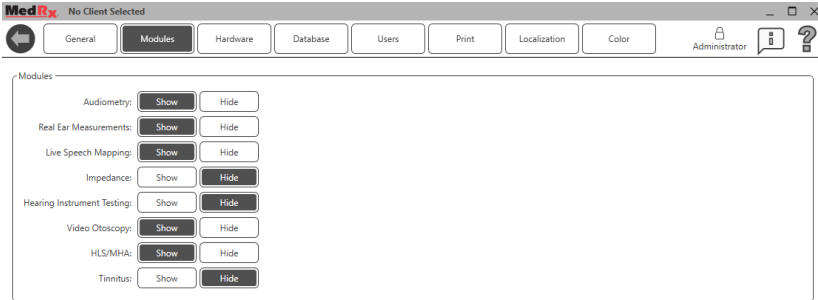 MedRx No Client Selected
General Modules Hardware Database Users Print Localization Color Administrator
Modules
Audiometry: Show Hide
Real Ear Measurements: Show Hide
Live Speech Mapping: Show Hide
Impedance: Show Hide
Hearing Instrument Testing: Show Hide
Video Otoscopy: Show Hide
HLS/MHA: Show Hide
Tinnitus: Show Hide